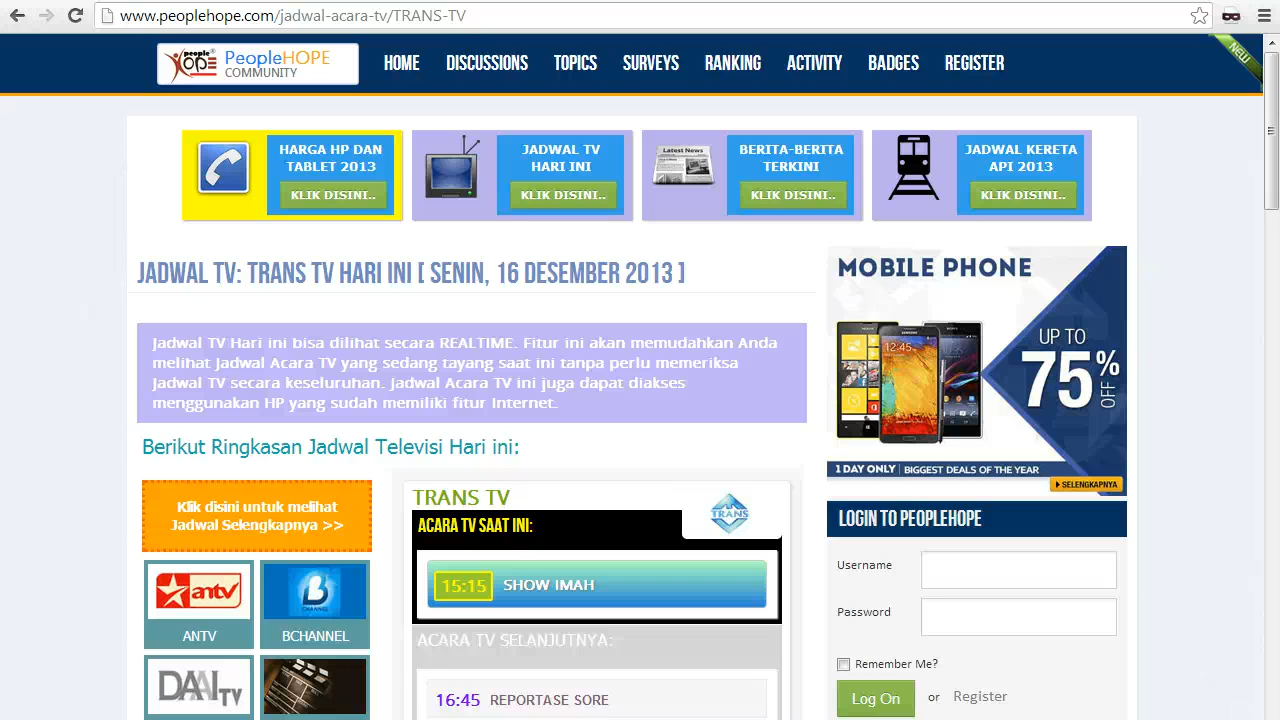 www.peoplehope.com/jadwal-acara-tv/TRANS-TV
people HOPE
PeopleHOPE
COMMUNITY
HOME DISCUSSIONS TOPICS SURVEYS RANKING ACTIVITY BADGES REGISTER
NEW
HARGA HP DAN
TABLET 2013
KLIK DISINI..
JADWAL TV
HARI INI
KLIK DISINI..
Latest News
BERITA-BERITA
TERKINI
KLIK DISINI..
JADWAL KERETA
API 2013
KLIK DISINI..
JADWAL TV: TRANS TV HARI INI [ SENIN, 16 DESEMBER 2013 ]
Jadwal TV Hari ini bisa dilihat secara REALTIME. Fitur ini akan memudahkan Anda
melihat Jadwal Acara TV yang sedang tayang saat ini tanpa perlu memeriksa
Jadwal TV secara keseluruhan. Jadwal Acara TV ini juga dapat diakses
menggunakan HP yang sudah memiliki fitur Internet.
Berikut Ringkasan Jadwal Televisi Hari ini:
Klik disini untuk melihat
Jadwal Selengkapnya >>
antv
ANTV
B
CHANNEL
BCHANNEL
DAAI TV
TRANS TV
TRANS
ACARA TV SAAT INI:
15:15 SHOW IMAH
ACARA TV SELANJUTNYA:
16:45 REPORTASE SORE
MOBILE PHONE
12:45
UP TO
75% OFF
1 DAY ONLY | BIGGEST DEALS OF THE YEAR
SELENGKAPNYA
LOGIN TO PEOPLEHOPE
Username
Password
Remember Me?
Log On or Register